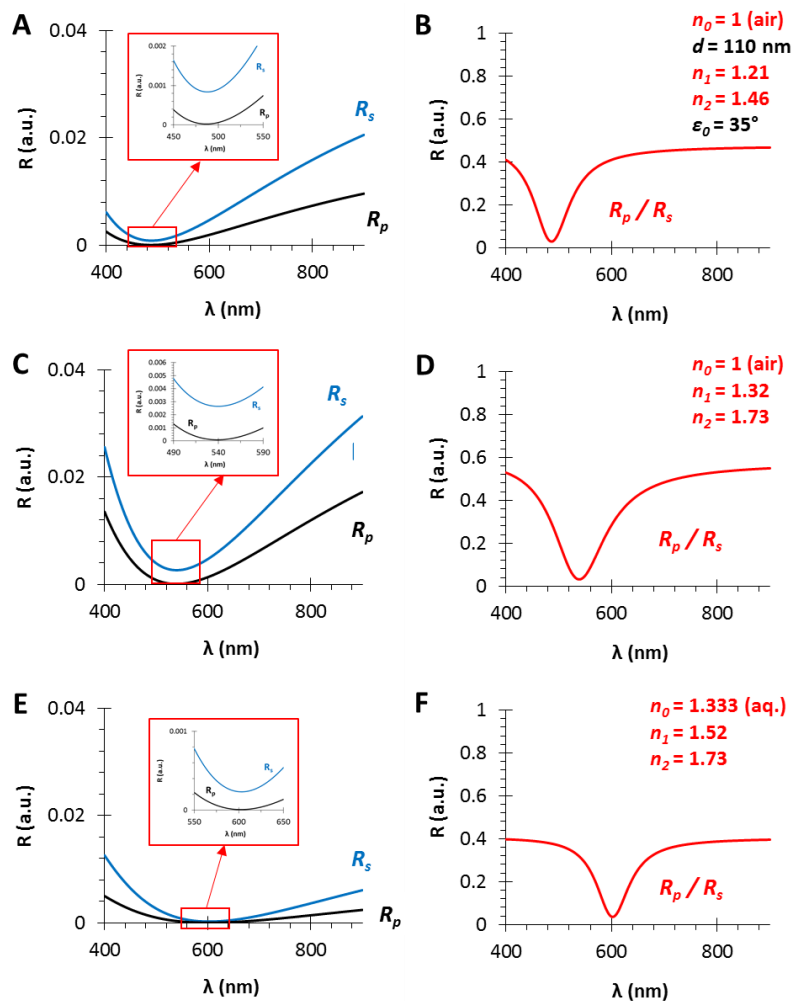 A
0.04
0.02
0
R (a.u.)
400 600 800
λ (nm)
Rs
Rp
0.002
0.001
0
R (a.u.)
450 500 550
λ (nm)
Rs
Rp
B
1
0.8
0.6
0.4
0.2
0
R (a.u.)
400 600 800
λ (nm)
n0 = 1 (air)
d = 110 nm
n1 = 1.21
n2 = 1.46
ε0 = 35°
Rp / Rs
C
0.04
0.02
0
R (a.u.)
400 600 800
λ (nm)
Rs
Rp
0.006
0.005
0.004
0.003
0.002
0.001
0
R (a.u.)
490 540 590
λ (nm)
Rs
Rp
D
1
0.8
0.6
0.4
0.2
0
R (a.u.)
400 600 800
λ (nm)
n0 = 1 (air)
n1 = 1.32
n2 = 1.73
Rp / Rs
E
0.04
0.02
0
R (a.u.)
400 600 800
λ (nm)
Rs
Rp
0.001
0
R (a.u.)
550 600 650
λ (nm)
Rs
Rp
F
1
0.8
0.6
0.4
0.2
0
R (a.u.)
400 600 800
λ (nm)
n0 = 1.333 (aq.)
n1 = 1.52
n2 = 1.73
Rp / Rs